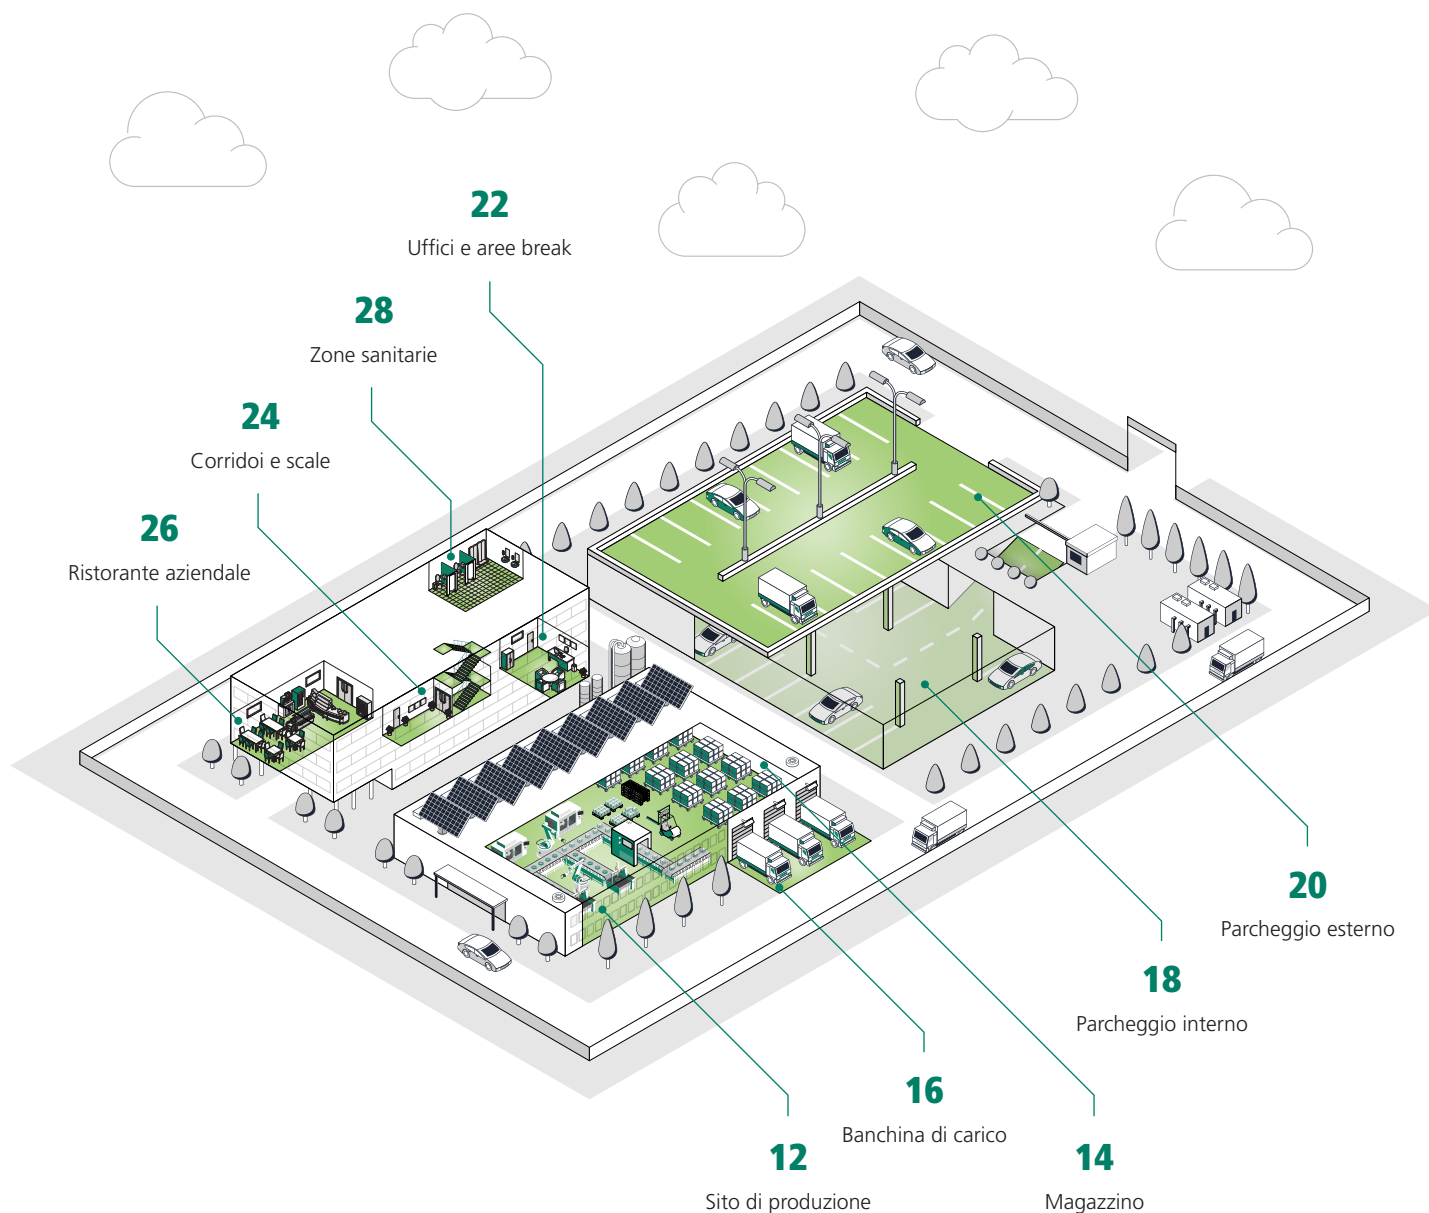 22
Uffici e aree break
28
Zone sanitarie
24
Corridoi e scale
26
Ristorante aziendale
20
Parcheggio esterno
18
Parcheggio interno
16
Banchina di carico
12
Sito di produzione
14
Magazzino